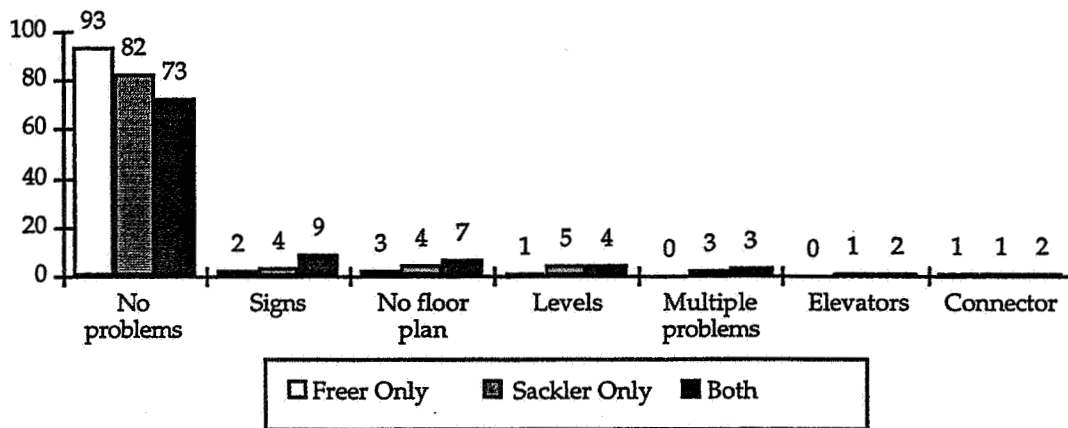 100
80
60
40
20
0
93
82
73
2 4 9
3 4 7
1 5 4
0 3 3
0 1 2
1 1 2
No
problems
Signs
No floor
plan
Levels
Multiple
problems
Elevators
Connector
Freer Only Sackler Only Both